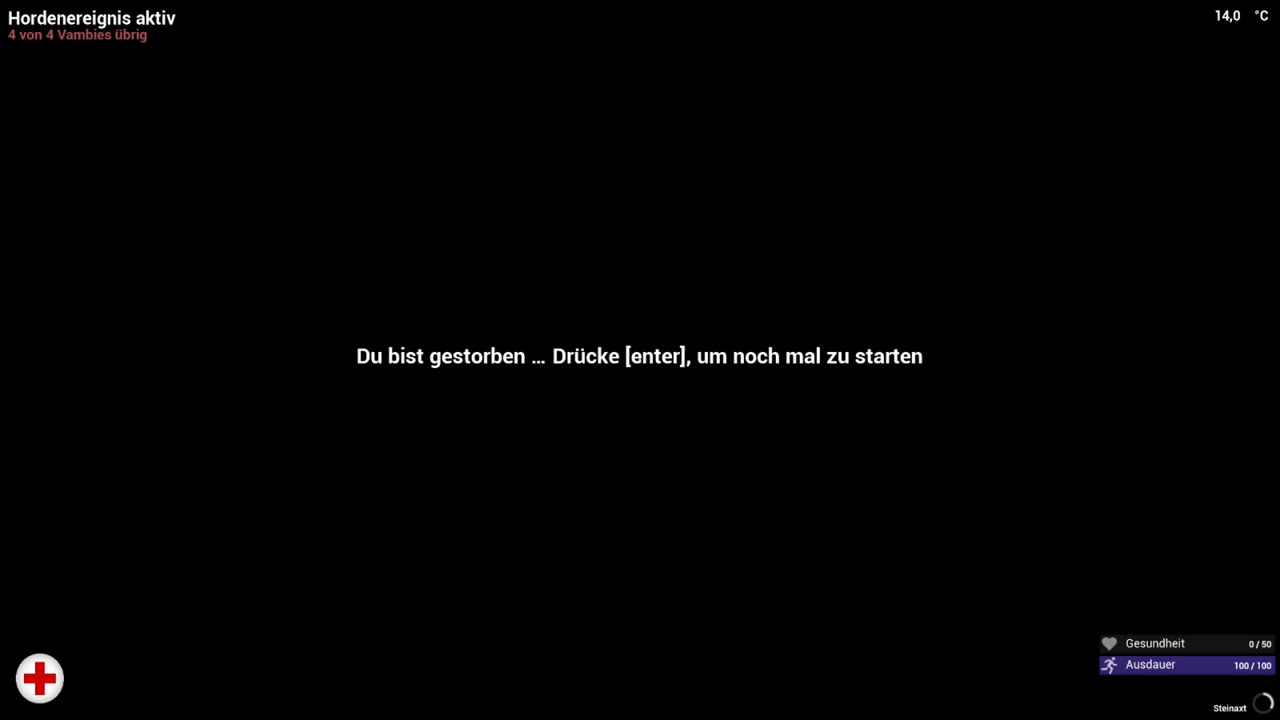 Hordenereignis aktiv
4 von 4 Vambies übrig
14,0 °C
Du bist gestorben ... Drücke [enter], um noch mal zu starten
Gesundheit 0 / 50
Ausdauer 100 / 100
Steinaxt